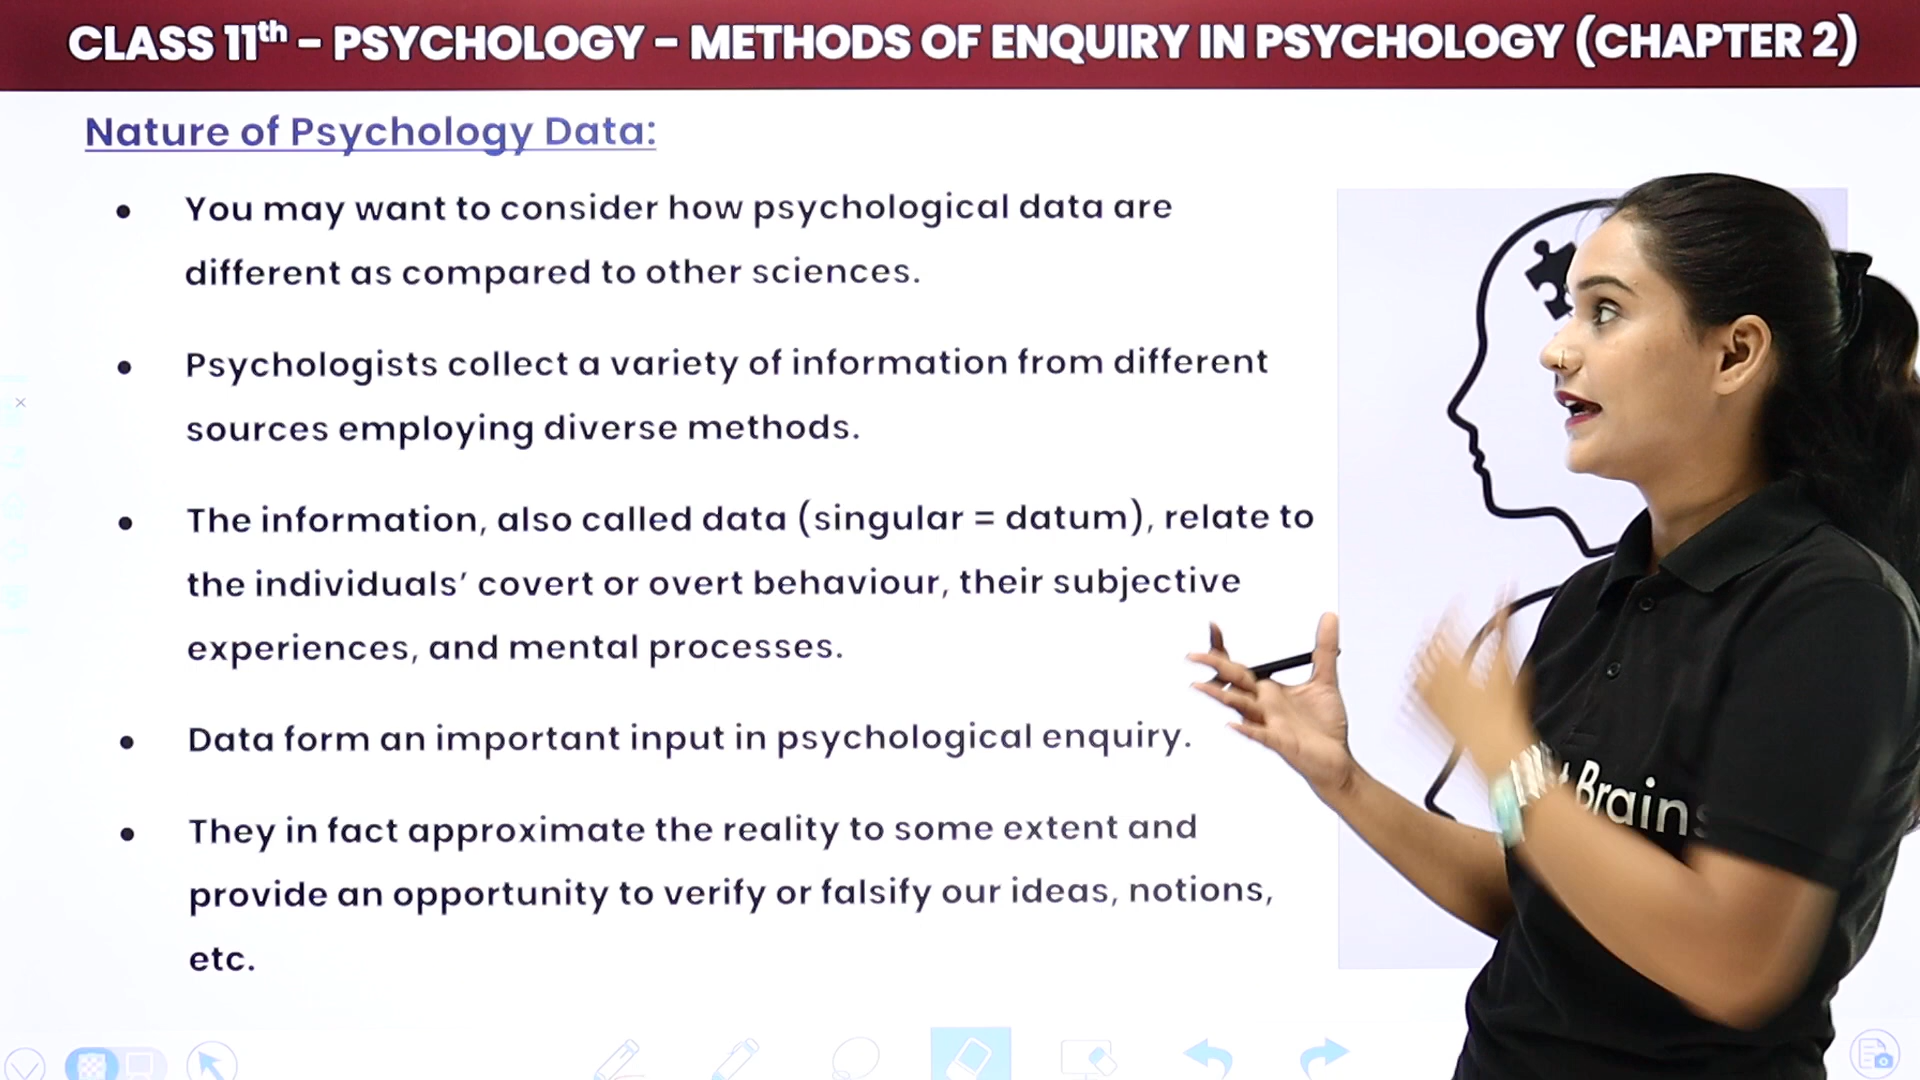 CLASS 11th – PSYCHOLOGY – METHODS OF ENQUIRY IN PSYCHOLOGY (CHAPTER 2)
Nature of Psychology Data:
• You may want to consider how psychological data are
different as compared to other sciences.
• Psychologists collect a variety of information from different
sources employing diverse methods.
• The information, also called data (singular = datum), relate to
the individuals’ covert or overt behaviour, their subjective
experiences, and mental processes.
• Data form an important input in psychological enquiry.
• They in fact approximate the reality to some extent and
provide an opportunity to verify or falsify our ideas, notions,
etc.
Brains